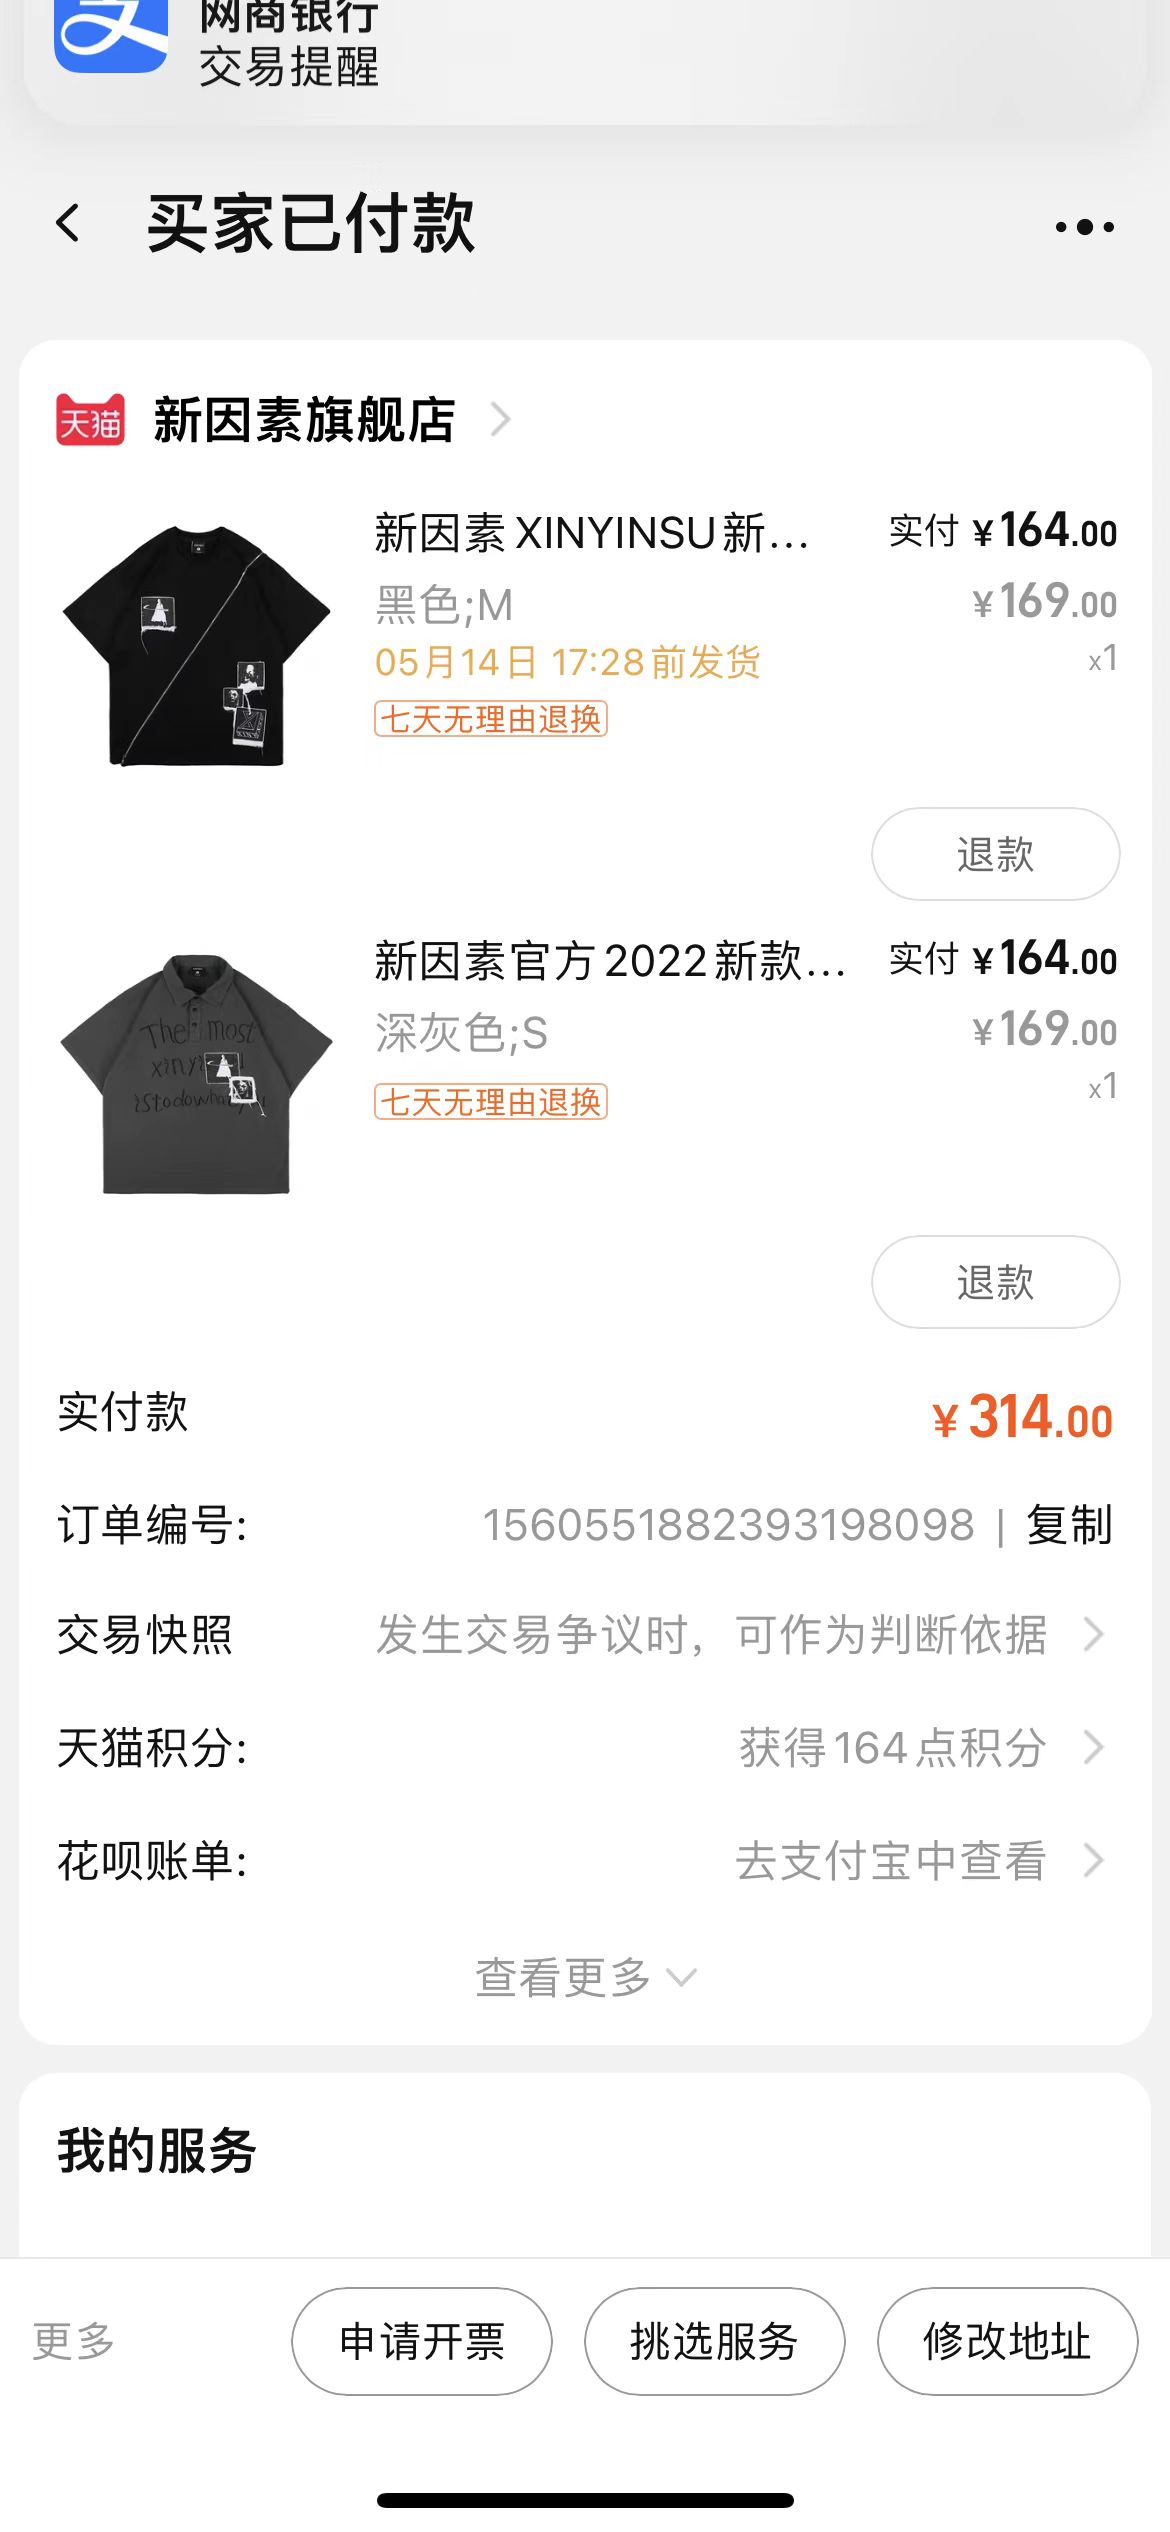 网商银行
交易提醒
买家已付款
天猫 新因素旗舰店
新因素XINYINSU新... 实付 ¥164.00
黑色;M ¥169.00
05月14日 17:28前发货 x1
七天无理由退换
退款
新因素官方2022新款... 实付 ¥164.00
深灰色;S ¥169.00
The most
xinyi
x1
isto do wha
七天无理由退换
退款
实付款 ¥314.00
订单编号: 1560551882393198098 | 复制
交易快照 发生交易争议时，可作为判断依据
天猫积分: 获得164点积分
花呗账单: 去支付宝中查看
查看更多
我的服务
更多 申请开票 挑选服务 修改地址